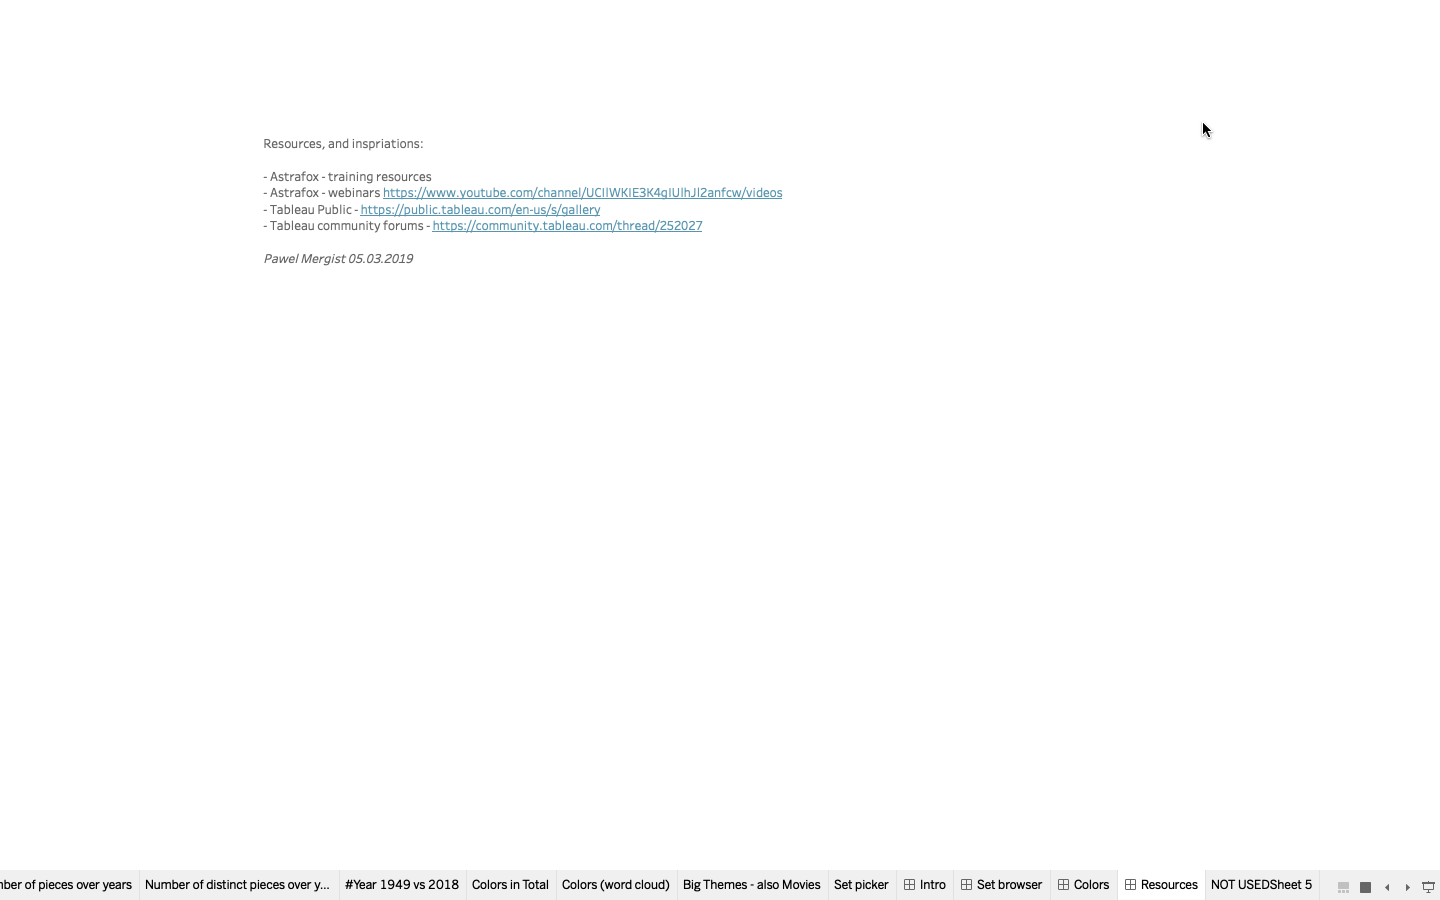 Resources, and inspriations:
- Astrafox - training resources
- Astrafox - webinars https://www.youtube.com/channel/UCIlWKIE3K4gIUlhJl2anfcw/videos
- Tableau Public - https://public.tableau.com/en-us/s/gallery
- Tableau community forums - https://community.tableau.com/thread/252027
Pawel Mergist 05.03.2019
of pieces over years
Number of distinct pieces over y...
#Year 1949 vs 2018
Colors in Total
Colors (word cloud)
Big Themes - also Movies
Set picker
Intro
Set browser
Colors
Resources
NOT USEDSheet 5